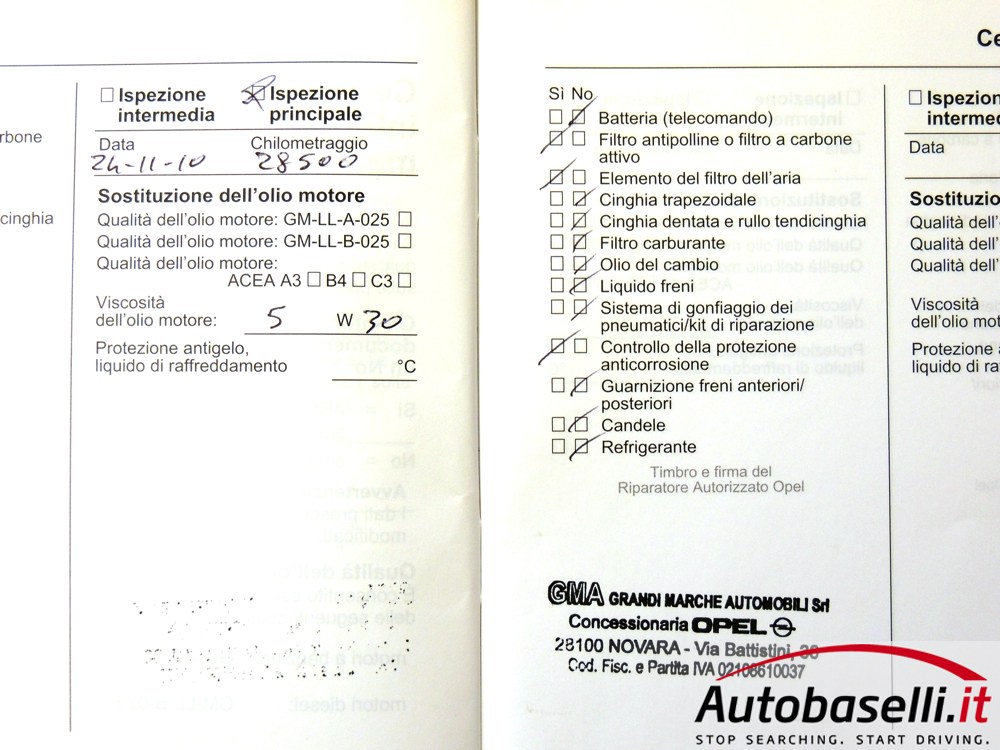 rbone
cinghia
Ispezione intermedia
Ispezione principale
Data
24-11-10
Chilometraggio
28500
Sostituzione dell'olio motore
Qualità dell'olio motore: GM-LL-A-025
Qualità dell'olio motore: GM-LL-B-025
Qualità dell'olio motore:
ACEA A3 B4 C3
Viscosità
dell'olio motore: 5 W 30
Protezione antigelo,
liquido di raffreddamento °C
Sì No
Batteria (telecomando)
Filtro antipolline o filtro a carbone
attivo
Elemento del filtro dell'aria
Cinghia trapezoidale
Cinghia dentata e rullo tendicinghia
Filtro carburante
Olio del cambio
Liquido freni
Sistema di gonfiaggio dei
pneumatici/kit di riparazione
Controllo della protezione
anticorrosione
Guarnizione freni anteriori/
posteriori
Candele
Refrigerante
Timbro e firma del
Riparatore Autorizzato Opel
GMA GRANDI MARCHE AUTOMOBILI Srl
Concessionaria OPEL
28100 NOVARA - Via Battistini, 36
Cod. Fisc. e Partita IVA 02108610037
Ce
Ispezion
intermed
Data
Sostituzio
Qualità dell'
Qualità dell'
Qualità dell'
Viscosità
dell'olio mot
Protezione a
liquido di raf
Autobaselli.it
STOP SEARCHING. START DRIVING.